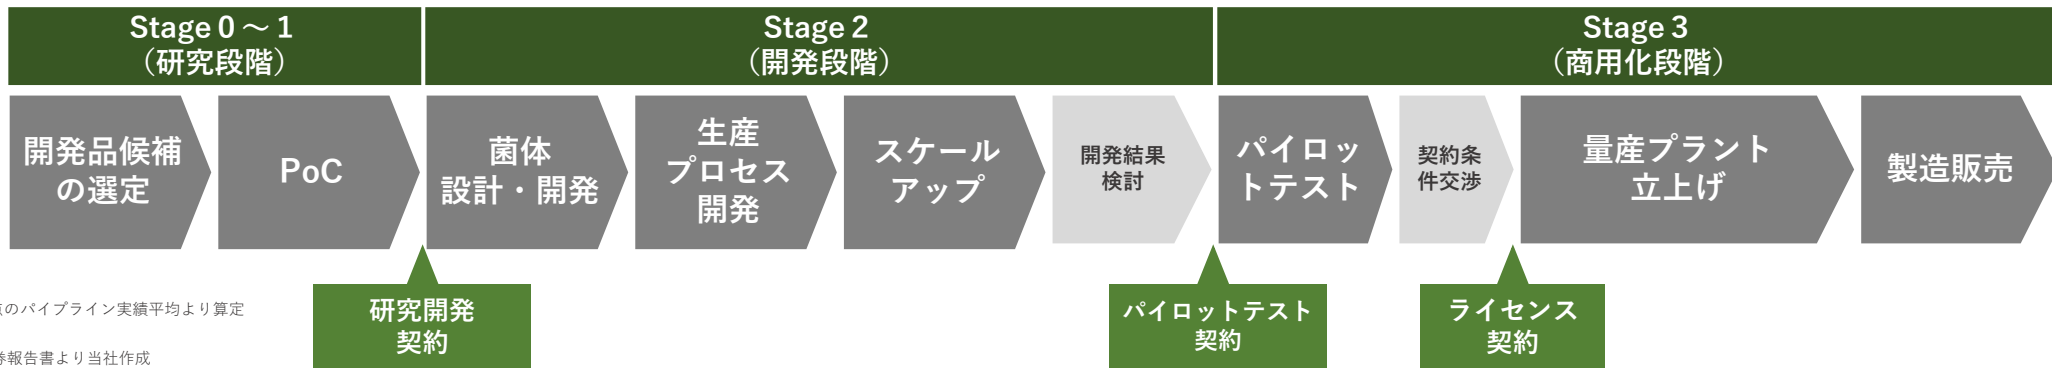 Stage 0 ～ 1
（研究段階）
Stage 2
（開発段階）
Stage 3
（商用化段階）
開発品候補
の選定
PoC
菌体
設計・開発
生産
プロセス
開発
スケール
アップ
開発結果
検討
パイロッ
トテスト
契約条
件交渉
量産プラント
立上げ
製造販売
研究開発
契約
パイロットテスト
契約
ライセンス
契約
のパイプライン実績平均より算定
報告書より当社作成